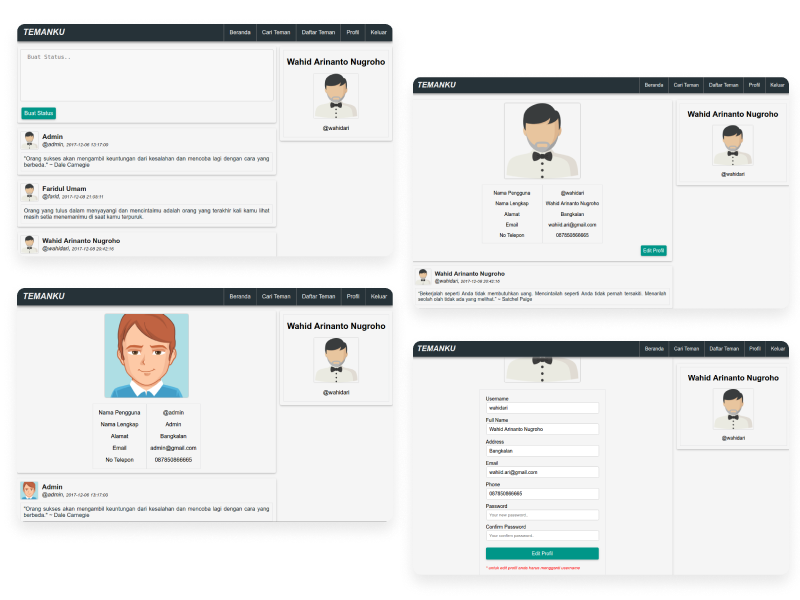 TEMANKU
Beranda
Cari Teman
Daftar Teman
Profil
Keluar
Buat Status..
Buat Status
Wahid Arinanto Nugroho
@wahidari
Admin
@admin, 2017-12-06 13:17:00
"Orang sukses akan mengambil keuntungan dari kesalahan dan mencoba lagi dengan cara yang
berbeda." ~ Dale Carnegie
Faridul Umam
@farid, 2017-12-05 21:08:31
Orang yang tulus dalam menyayangi dan mencintaimu adalah orang yang terakhir kali kamu lihat
masih setia menemanimu di saat kamu terpuruk.
Wahid Arinanto Nugroho
@wahidari, 2017-12-05 20:42:16
TEMANKU
Beranda
Cari Teman
Daftar Teman
Profil
Keluar
Nama Pengguna @admin
Nama Lengkap Admin
Alamat Bangkalan
Email admin@gmail.com
No Telepon 087850866665
Wahid Arinanto Nugroho
@wahidari
Admin
@admin, 2017-12-06 13:17:00
"Orang sukses akan mengambil keuntungan dari kesalahan dan mencoba lagi dengan cara yang
berbeda." ~ Dale Carnegie
TEMANKU
Beranda
Cari Teman
Daftar Teman
Profil
Keluar
Nama Pengguna @wahidari
Nama Lengkap Wahid Arinanto Nugroho
Alamat Bangkalan
Email wahiid.ari@gmail.com
No Telepon 087850866665
Edit Profil
Wahid Arinanto Nugroho
@wahidari
Wahid Arinanto Nugroho
@wahidari, 2017-12-05 20:42:16
"Bekerjalah seperti Anda tidak membutuhkan uang. Mencintailah seperti Anda tidak pernah tersakiti. Menarilah
seolah olah tidak ada yang melihat." ~ Satchel Paige
TEMANKU
Beranda
Cari Teman
Daftar Teman
Profil
Keluar
Username
wahidari
Full Name
Wahid Arinanto Nugroho
Address
Bangkalan
Email
wahiid.ari@gmail.com
Phone
087850866665
Password
Your new password..
Confirm Password
Your confirm password..
Edit Profil
* untuk edit profil anda harus mengganti username
Wahid Arinanto Nugroho
@wahidari